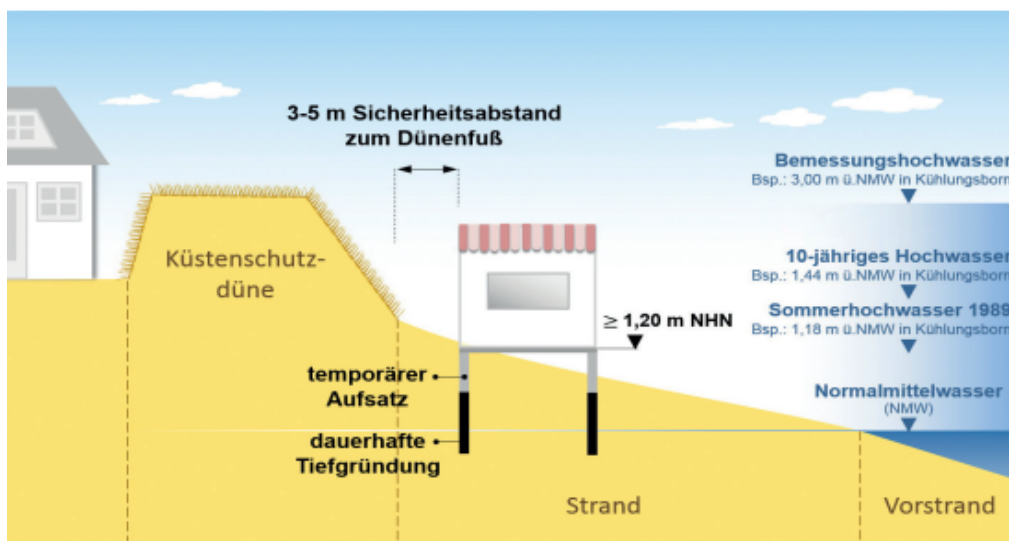 3-5 m Sicherheitsabstand
zum Dünenfuß
Bemessungshochwasser
Bsp.: 3,00 m ü.NMW in Kühlungsborn
Küstenschutz-
düne
10-jähriges Hochwasser
Bsp.: 1,44 m ü.NMW in Kühlungsborn
Sommerhochwasser 1989
Bsp.: 1,18 m ü.NMW in Kühlungsborn
≥ 1,20 m NHN
temporärer
Aufsatz
Normalmittelwasser
(NMW)
dauerhafte
Tiefgründung
Strand
Vorstrand